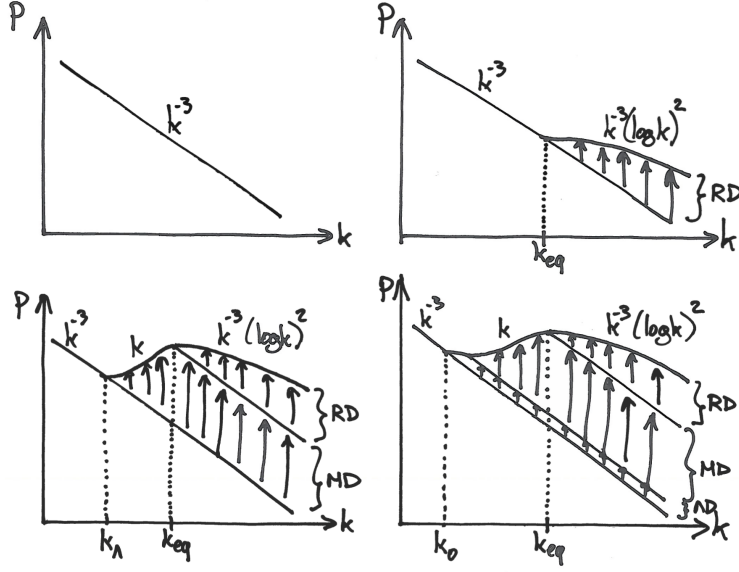 P
k⁻³
k
P
k⁻³
k⁻³(log k)²
} RD
k_eq
k
P
k⁻³
k
k⁻³(log k)²
} RD
} MD
k_Λ
k_eq
k
P
k⁻³
k
k⁻³(log k)²
} RD
} MD
} ΛD
k₀
k_eq
k